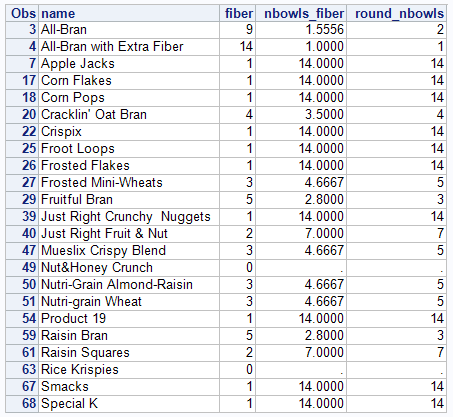 Obs name fiber nbowls_fiber round_nbowls
3 All-Bran 9 1.5556 2
4 All-Bran with Extra Fiber 14 1.0000 1
7 Apple Jacks 1 14.0000 14
17 Corn Flakes 1 14.0000 14
18 Corn Pops 1 14.0000 14
20 Cracklin' Oat Bran 4 3.5000 4
22 Crispix 1 14.0000 14
25 Froot Loops 1 14.0000 14
26 Frosted Flakes 1 14.0000 14
27 Frosted Mini-Wheats 3 4.6667 5
29 Fruitful Bran 5 2.8000 3
39 Just Right Crunchy  Nuggets 1 14.0000 14
40 Just Right Fruit & Nut 2 7.0000 7
47 Mueslix Crispy Blend 3 4.6667 5
49 Nut&Honey Crunch 0 . .
50 Nutri-Grain Almond-Raisin 3 4.6667 5
51 Nutri-grain Wheat 3 4.6667 5
54 Product 19 1 14.0000 14
59 Raisin Bran 5 2.8000 3
61 Raisin Squares 2 7.0000 7
63 Rice Krispies 0 . .
67 Smacks 1 14.0000 14
68 Special K 1 14.0000 14